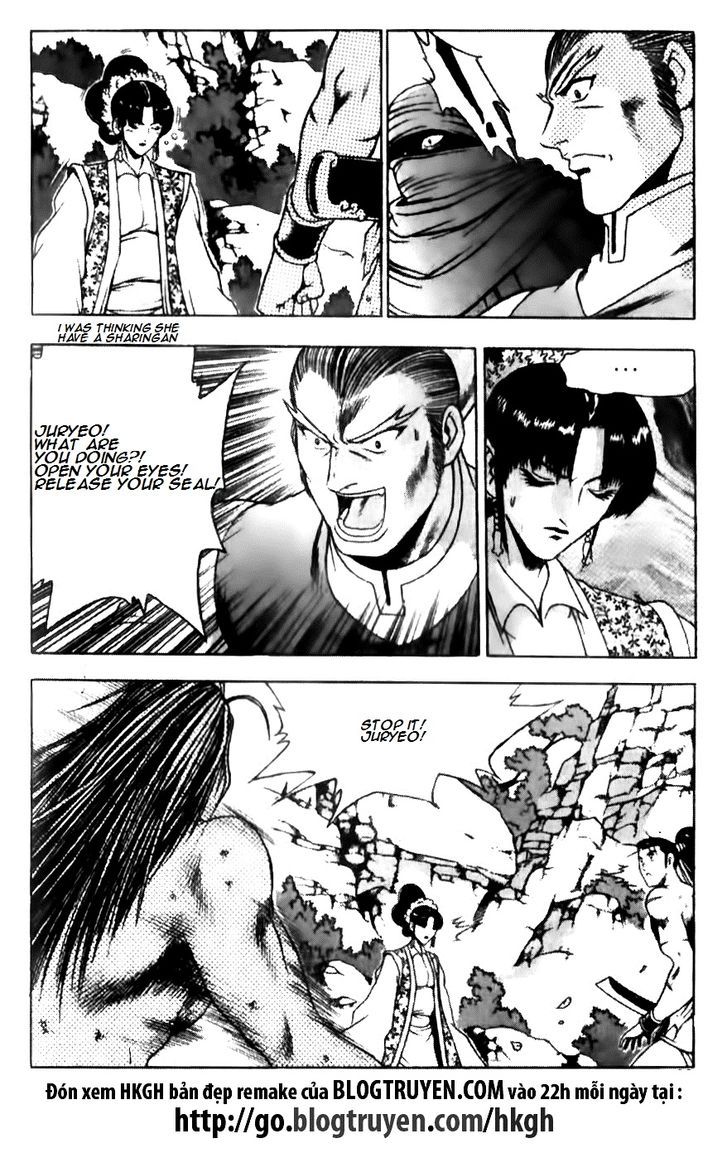 I WAS THINKING SHE
HAVE A SHARINGAN
...
JURYEO!
WHAT ARE
YOU DOING?!
OPEN YOUR EYES!
RELEASE YOUR SEAL!
STOP IT!
JURYEO!
Đón xem HKGH bản đẹp remake của BLOGTRUYEN.COM vào 22h mỗi ngày tại :
http://go.blogtruyen.com/hkgh